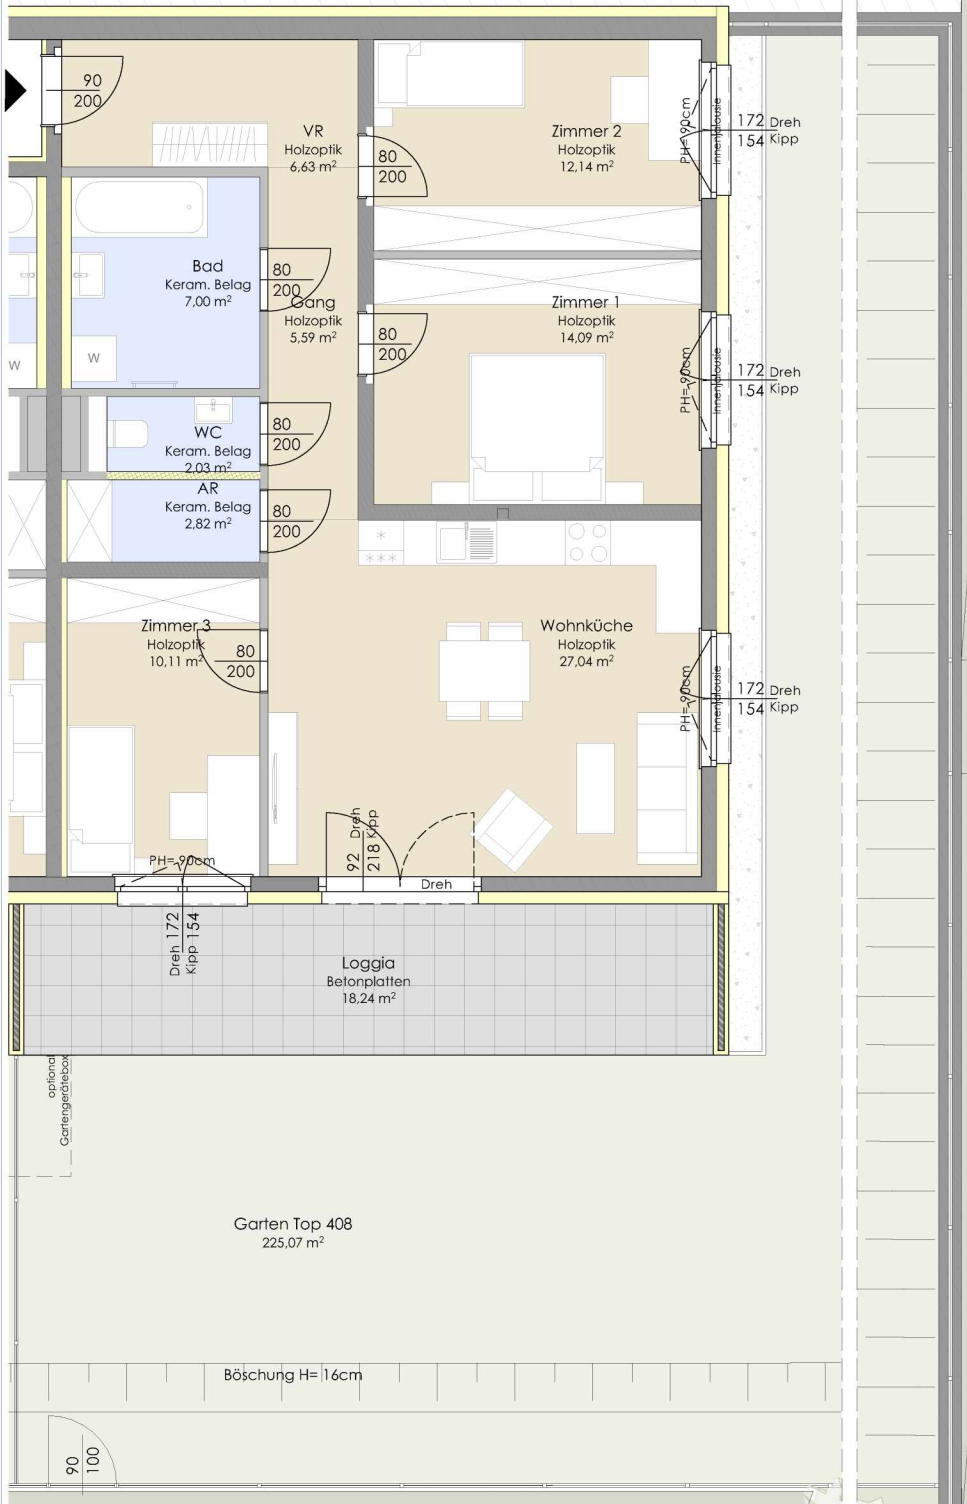 90
200
VR
Holzoptik
6,63 m²
80
200
Zimmer 2
Holzoptik
12,14 m²
PH= 90cm
Innenjalousie
172 Dreh
154 Kipp
Bad
Keram. Belag
7,00 m²
80
200
Gang
Holzoptik
5,59 m²
80
200
Zimmer 1
Holzoptik
14,09 m²
PH= 90cm
Innenjalousie
172 Dreh
154 Kipp
W
W
WC
Keram. Belag
2,03 m²
80
200
AR
Keram. Belag
2,82 m²
80
200
Zimmer 3
Holzoptik
10,11 m²
80
200
Wohnküche
Holzoptik
27,04 m²
PH= 90cm
Innenjalousie
172 Dreh
154 Kipp
PH= 90cm
Dreh 172
Kipp 154
92 Dreh
218 Kipp
Dreh
Loggia
Betonplatten
18,24 m²
optional
Gartengerätebox
Garten Top 408
225,07 m²
Böschung H= 16cm
90
100